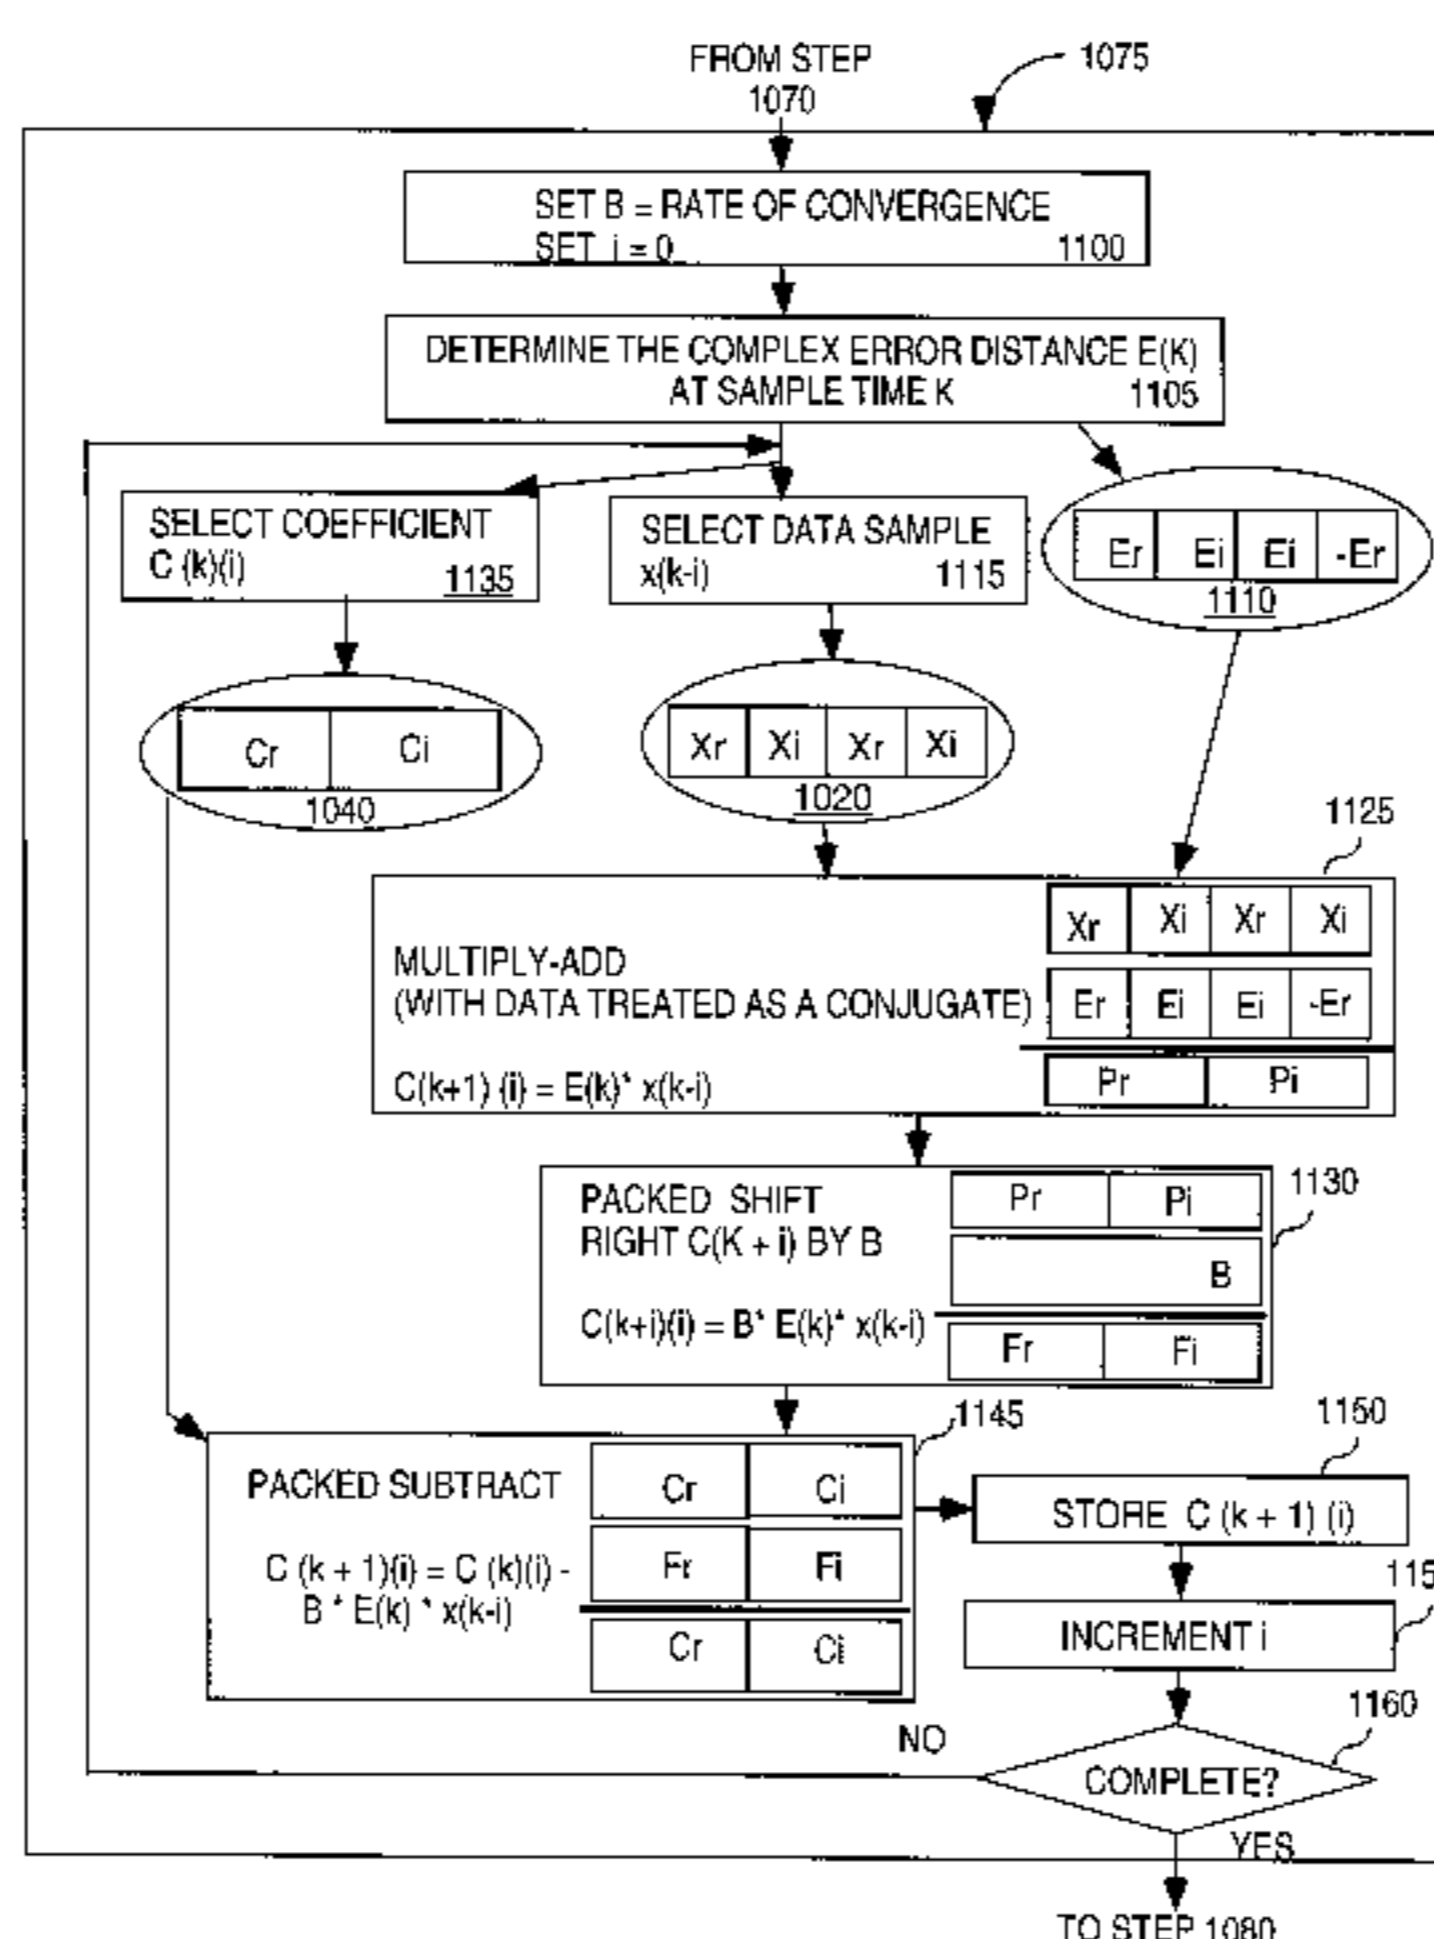 FROM STEP
1070
1075
SET B = RATE OF CONVERGENCE
SET i = 0
1100
DETERMINE THE COMPLEX ERROR DISTANCE E(K)
AT SAMPLE TIME K
1105
SELECT COEFFICIENT
C (k)(i)
1135
SELECT DATA SAMPLE
x(k-i)
1115
Er Ei Ei -Er
1110
Cr Ci
1040
Xr Xi Xr Xi
1020
1125
MULTIPLY-ADD
(WITH DATA TREATED AS A CONJUGATE)
C(k+1) (i) = E(k)* x(k-i)
Xr Xi Xr Xi
Er Ei Ei -Er
Pr Pi
PACKED SHIFT
RIGHT C(K + i) BY B
C(k+i)(i) = B* E(k)* x(k-i)
Pr Pi
B
Fr Fi
1130
1145
PACKED SUBTRACT
C (k + 1)(i) = C (k)(i) -
B * E(k) * x(k-i)
Cr Ci
Fr Fi
Cr Ci
1150
STORE C (k + 1) (i)
INCREMENT i
1160
COMPLETE?
NO
YES
TO STEP 1080